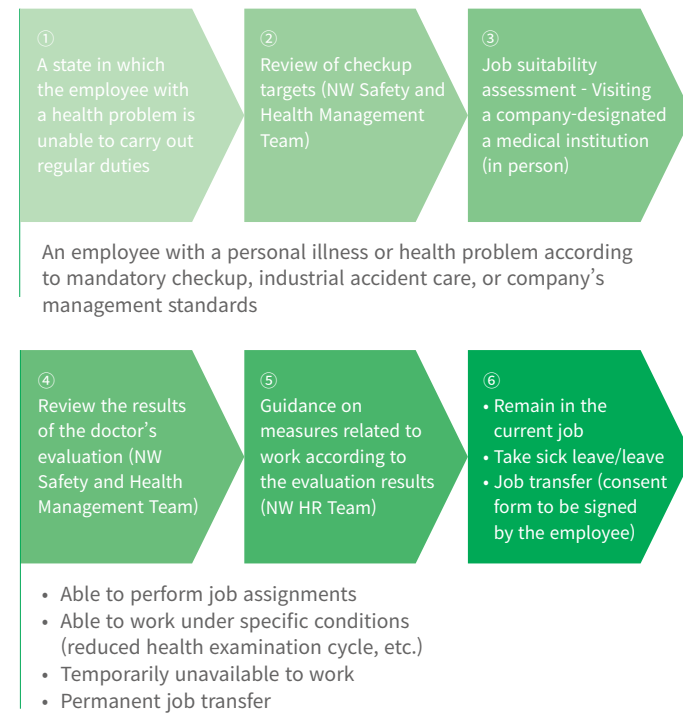 ①
A state in which
the employee with
a health problem is
unable to carry out
regular duties
②
Review of checkup
targets (NW Safety and
Health Management
Team)
③
Job suitability
assessment - Visiting
a company-designated
a medical institution
(in person)
An employee with a personal illness or health problem according
to mandatory checkup, industrial accident care, or company’s
management standards
④
Review the results
of the doctor’s
evaluation (NW
Safety and Health
Management Team)
⑤
Guidance on
measures related to
work according to
the evaluation results
(NW HR Team)
⑥
• Remain in the
current job
• Take sick leave/leave
• Job transfer (consent
form to be signed
by the employee)
• Able to perform job assignments
• Able to work under specific conditions
(reduced health examination cycle, etc.)
• Temporarily unavailable to work
• Permanent job transfer